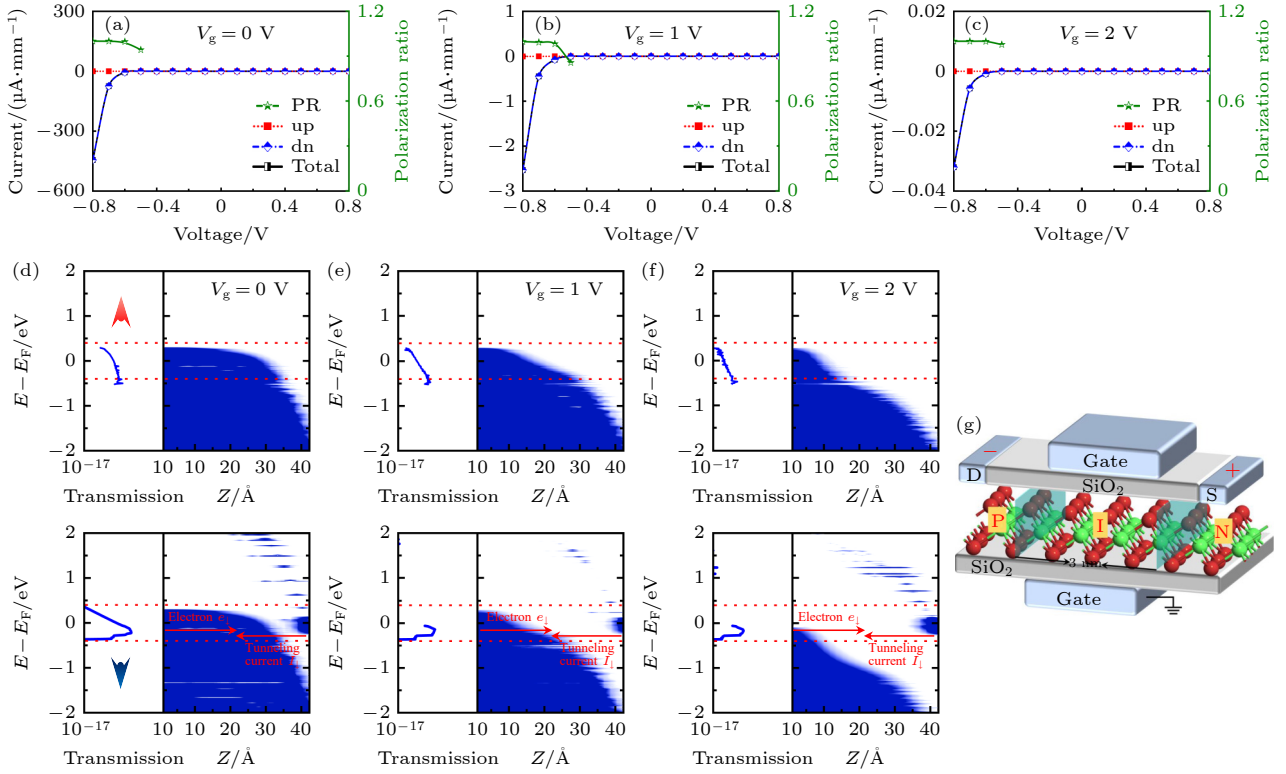 (a)
V_g = 0 V
Current/(μA·mm⁻¹)
300
0
−300
−600
1.2
0.6
0
Polarization ratio
PR
up
dn
Total
−0.8
−0.4
0
0.4
0.8
Voltage/V
(b)
V_g = 1 V
Current/(μA·mm⁻¹)
1
0
−1
−2
−3
1.2
0.6
0
Polarization ratio
PR
up
dn
Total
−0.8
−0.4
0
0.4
0.8
Voltage/V
(c)
V_g = 2 V
Current/(μA·mm⁻¹)
0.02
0
−0.02
−0.04
1.2
0.6
0
Polarization ratio
PR
up
dn
Total
−0.8
−0.4
0
0.4
0.8
Voltage/V
(d)
V_g = 0 V
E − E_F/eV
2
1
0
−1
−2
10⁻¹⁷
10
20
30
40
Transmission
Z/Å
(e)
V_g = 1 V
E − E_F/eV
2
1
0
−1
−2
10⁻¹⁷
10
20
30
40
Transmission
Z/Å
(f)
V_g = 2 V
E − E_F/eV
2
1
0
−1
−2
10⁻¹⁷
10
20
30
40
Transmission
Z/Å
E − E_F/eV
2
1
0
−1
−2
Electron e↓
Tunneling
current I
10⁻¹⁷
10
20
30
40
Transmission
Z/Å
E − E_F/eV
2
1
0
−1
−2
Electron e↓
Tunneling
current I↓
10⁻¹⁷
10
20
30
40
Transmission
Z/Å
E − E_F/eV
2
1
0
−1
−2
Electron e↓
Tunneling
current I↓
10⁻¹⁷
10
20
30
40
Transmission
Z/Å
(g)
Gate
−
+
D
SiO₂
S
P
I
N
SiO₂
3 nm
Gate